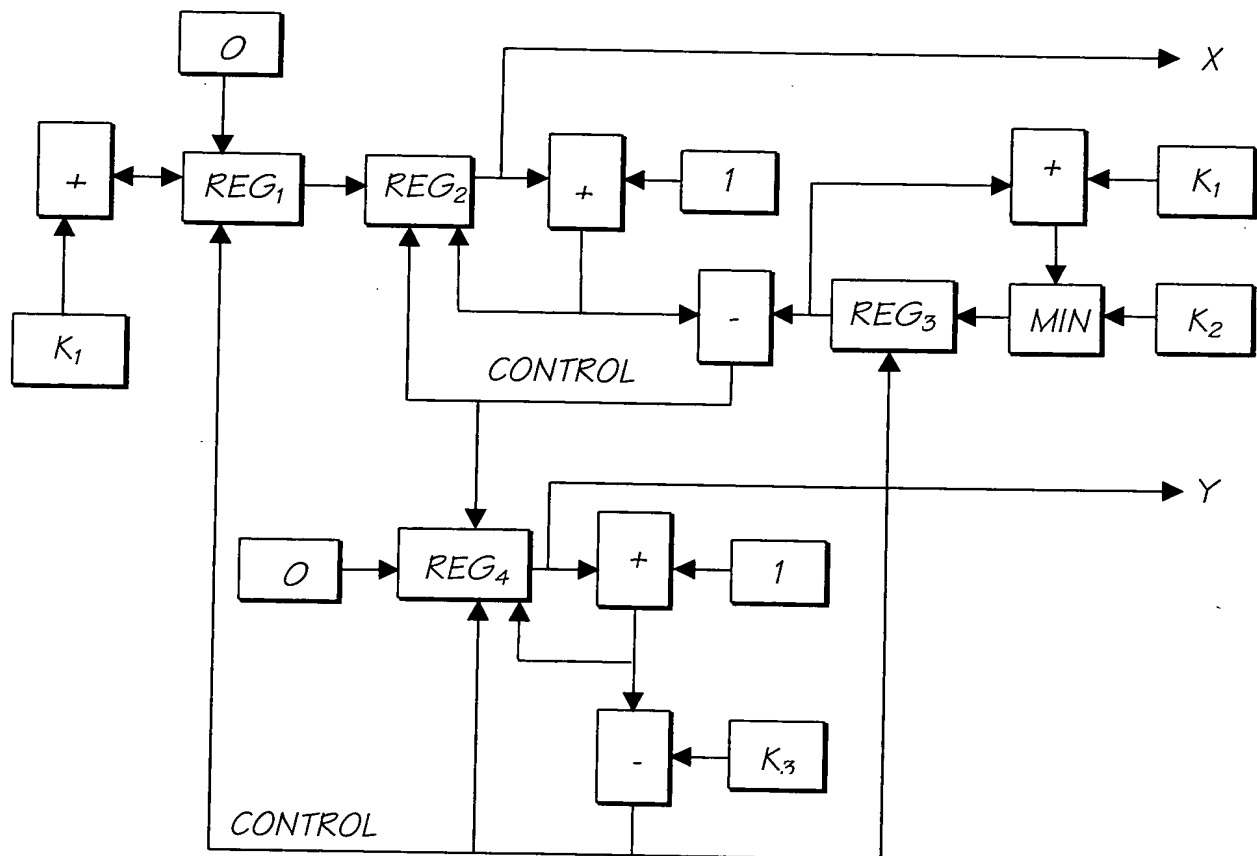 0
X
+
REG1
REG2
+
1
+
K1
K1
-
REG3
MIN
K2
CONTROL
Y
0
REG4
+
1
-
K3
CONTROL